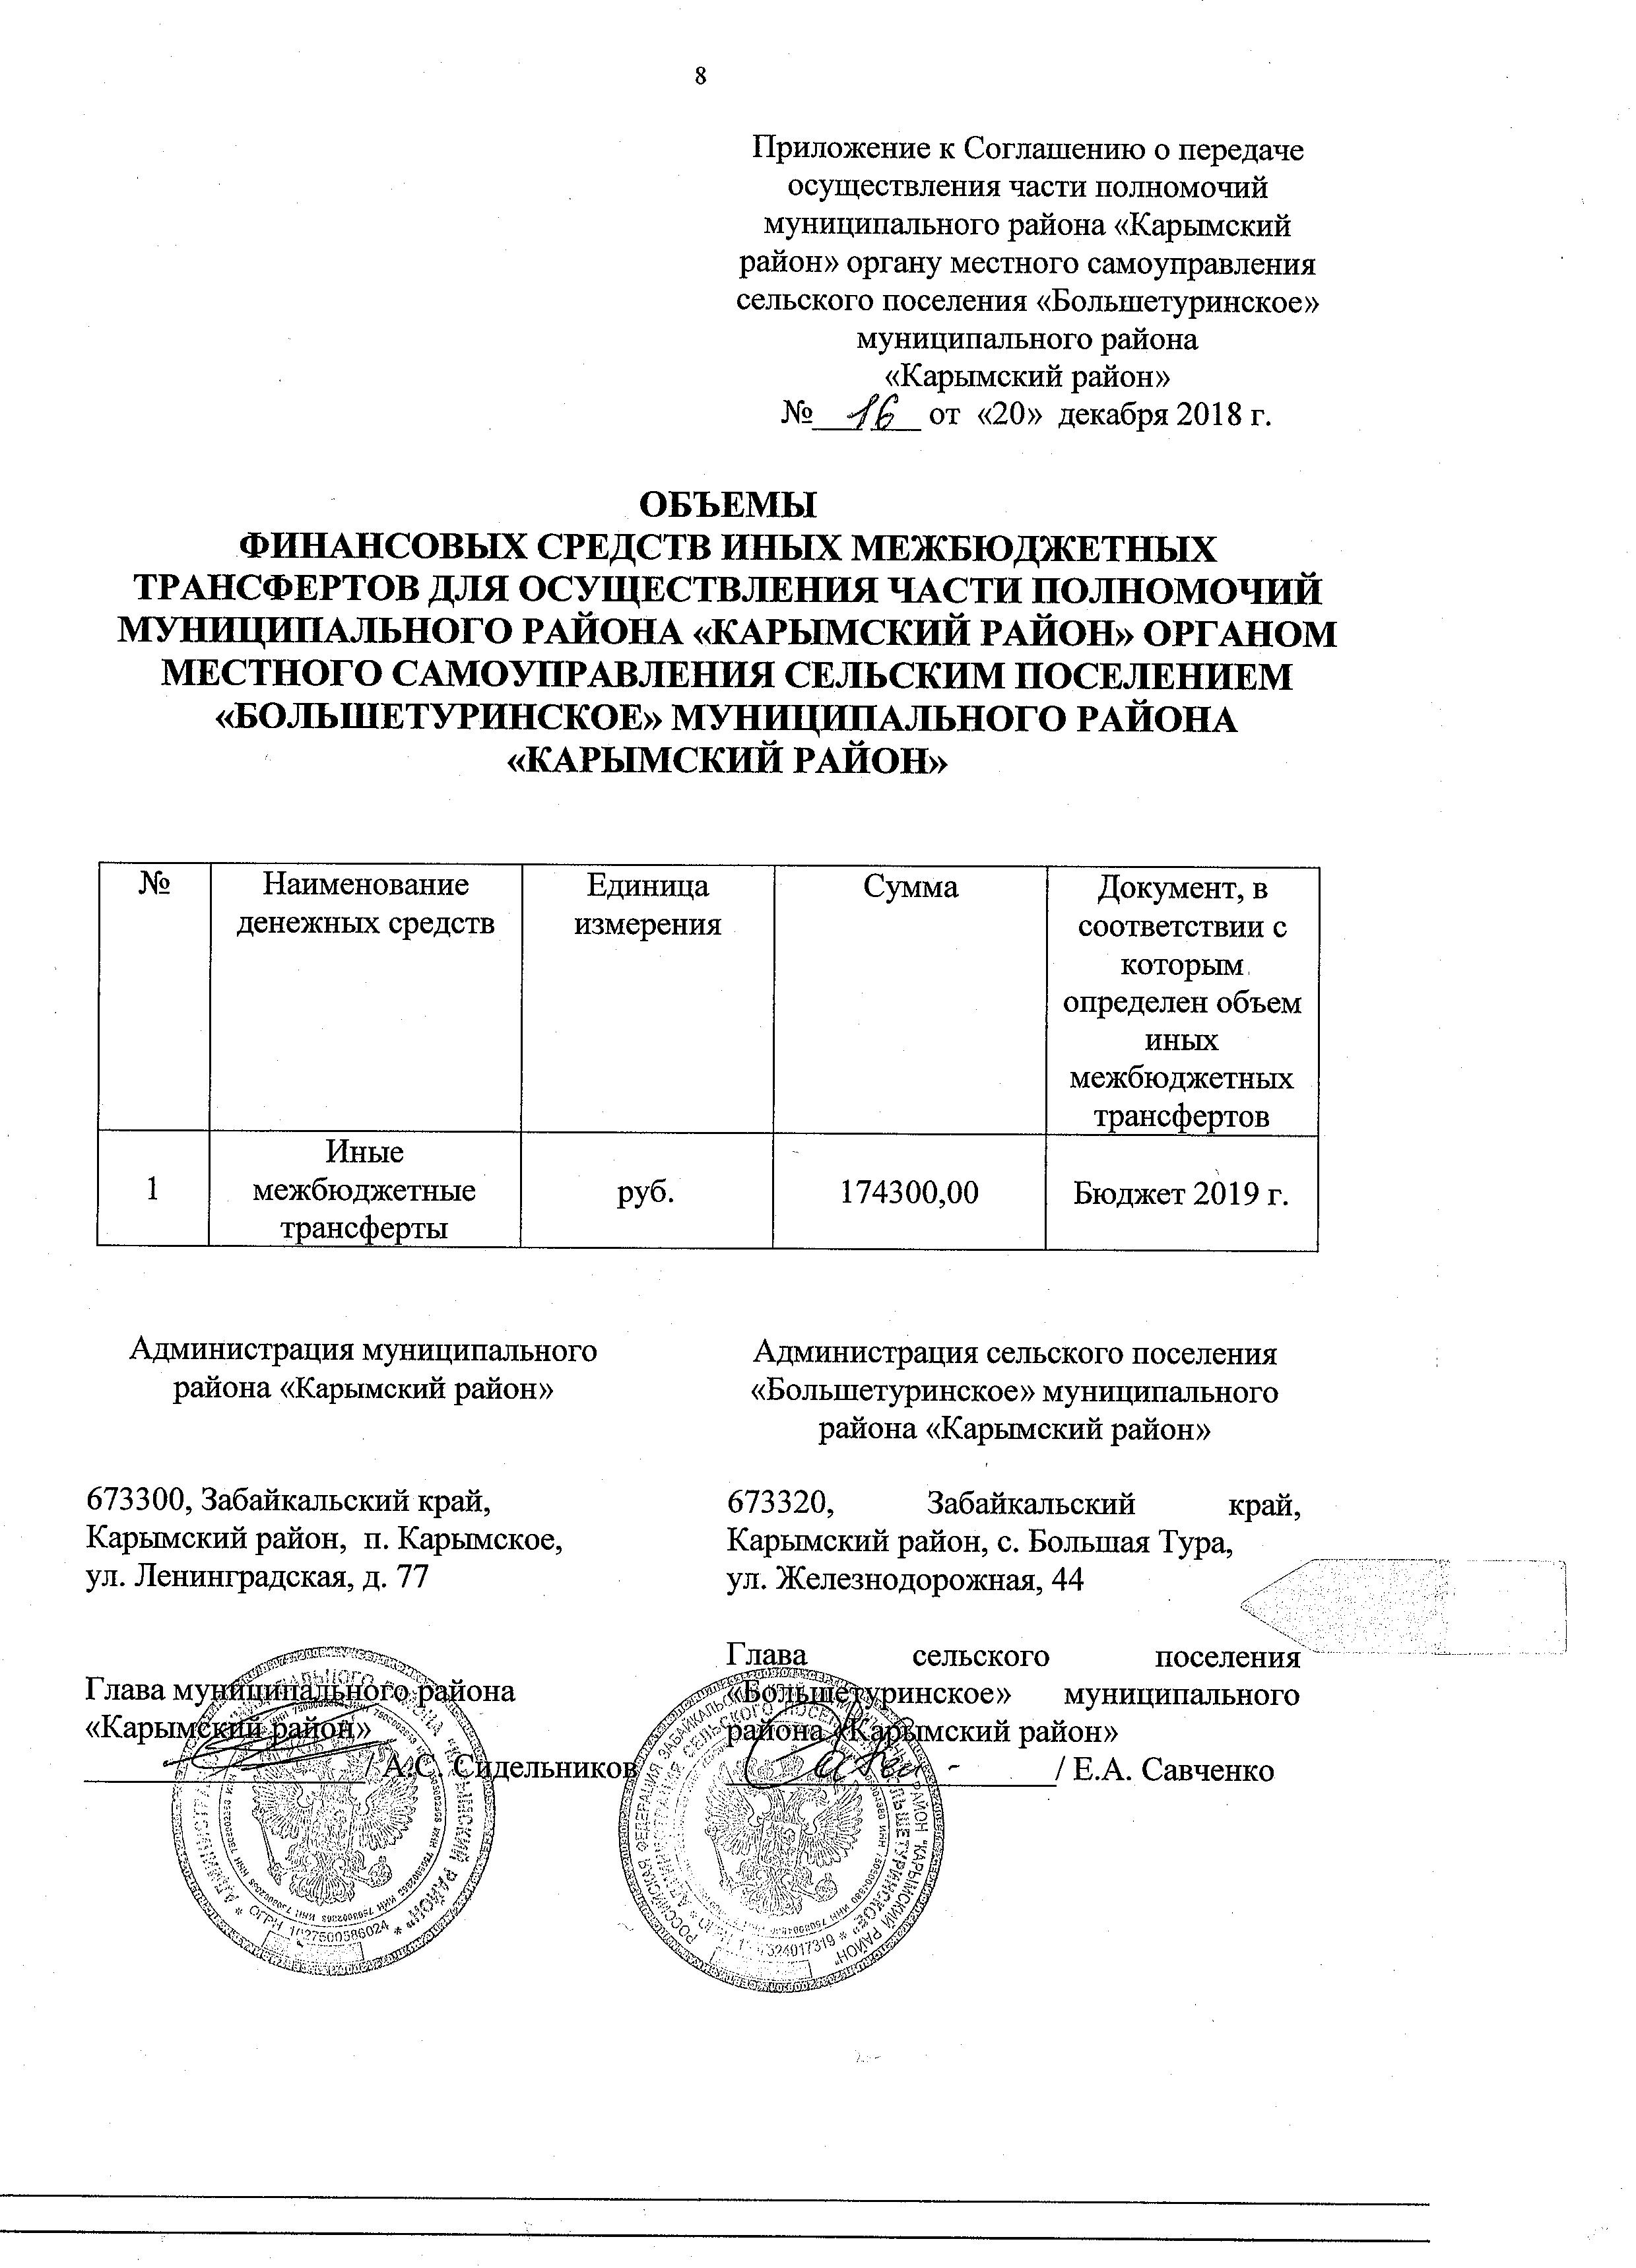 8
Приложение к Соглашению о передаче
осуществления части полномочий
муниципального района «Карымский
район» органу местного самоуправления
сельского поселения «Большетуринское»
муниципального района
«Карымский район»
№ 16 от «20» декабря 2018 г.
ОБЪЕМЫ
ФИНАНСОВЫХ СРЕДСТВ ИНЫХ МЕЖБЮДЖЕТНЫХ
ТРАНСФЕРТОВ ДЛЯ ОСУЩЕСТВЛЕНИЯ ЧАСТИ ПОЛНОМОЧИЙ
МУНИЦИПАЛЬНОГО РАЙОНА «КАРЫМСКИЙ РАЙОН» ОРГАНОМ
МЕСТНОГО САМОУПРАВЛЕНИЯ СЕЛЬСКИМ ПОСЕЛЕНИЕМ
«БОЛЬШЕТУРИНСКОЕ» МУНИЦИПАЛЬНОГО РАЙОНА
«КАРЫМСКИЙ РАЙОН»
№
Наименование
денежных средств
Единица
измерения
Сумма
Документ, в
соответствии с
которым
определен объем
иных
межбюджетных
трансфертов
1
Иные
межбюджетные
трансферты
руб.
174300,00
Бюджет 2019 г.
Администрация муниципального
района «Карымский район»
673300, Забайкальский край,
Карымский район, п. Карымское,
ул. Ленинградская, д. 77
Глава муниципального района
«Карымский район»
/ А.С. Сидельников
ОГРН 1027500586024
Администрация сельского поселения
«Большетуринское» муниципального
района «Карымский район»
673320, Забайкальский край,
Карымский район, с. Большая Тура,
ул. Железнодорожная, 44
Глава сельского поселения
«Большетуринское» муниципального
района «Карымский район»
/ Е.А. Савченко